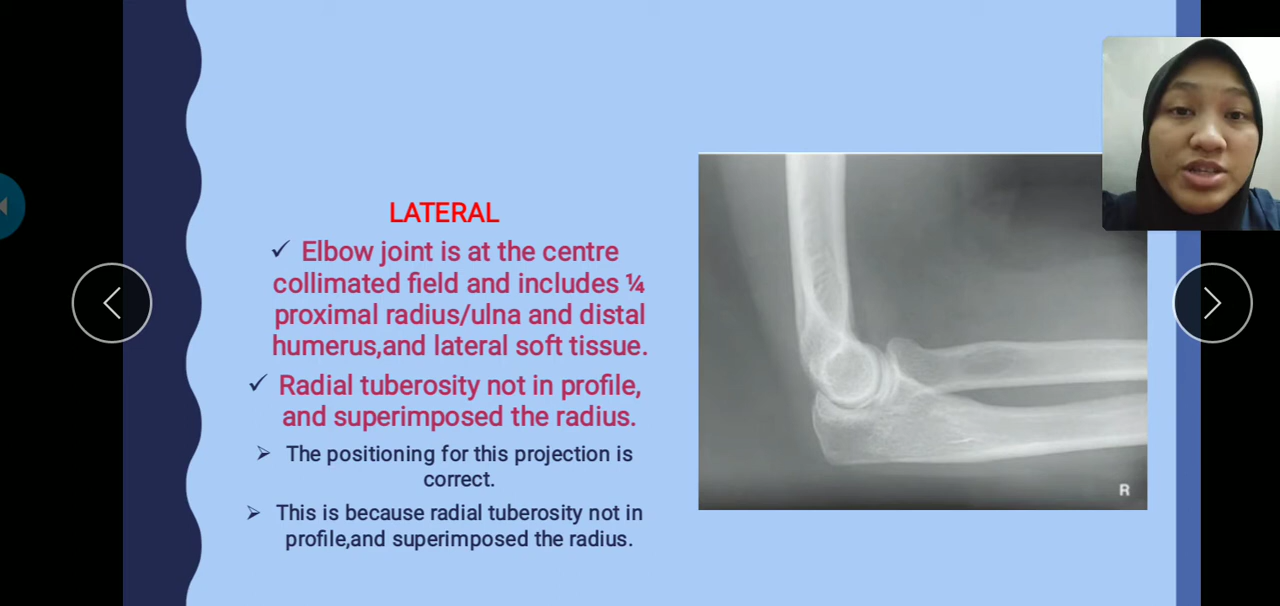 LATERAL
✓ Elbow joint is at the centre
collimated field and includes ¼
proximal radius/ulna and distal
humerus,and lateral soft tissue.
✓ Radial tuberosity not in profile,
and superimposed the radius.
➢ The positioning for this projection is
correct.
➢ This is because radial tuberosity not in
profile,and superimposed the radius.
R